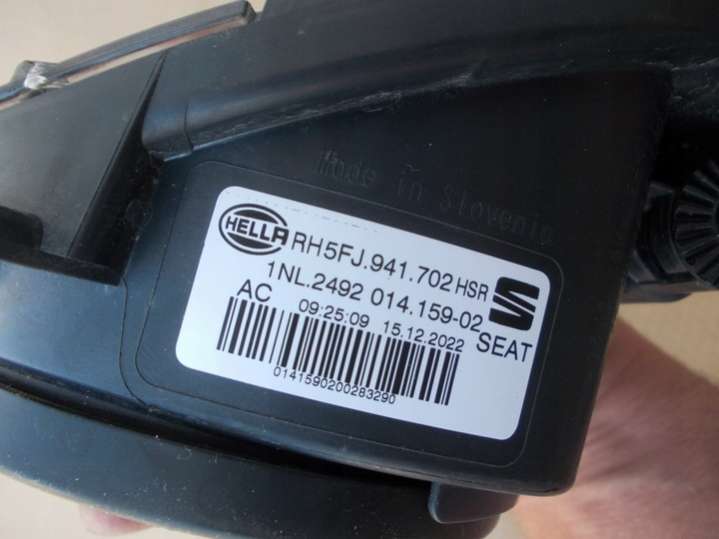 Made in Slovenia
HELLA RH5FJ.941.702 HSR
1NL.2492 014.159-02
AC 09:25:09 15.12.2022 SEAT
0141590200283290